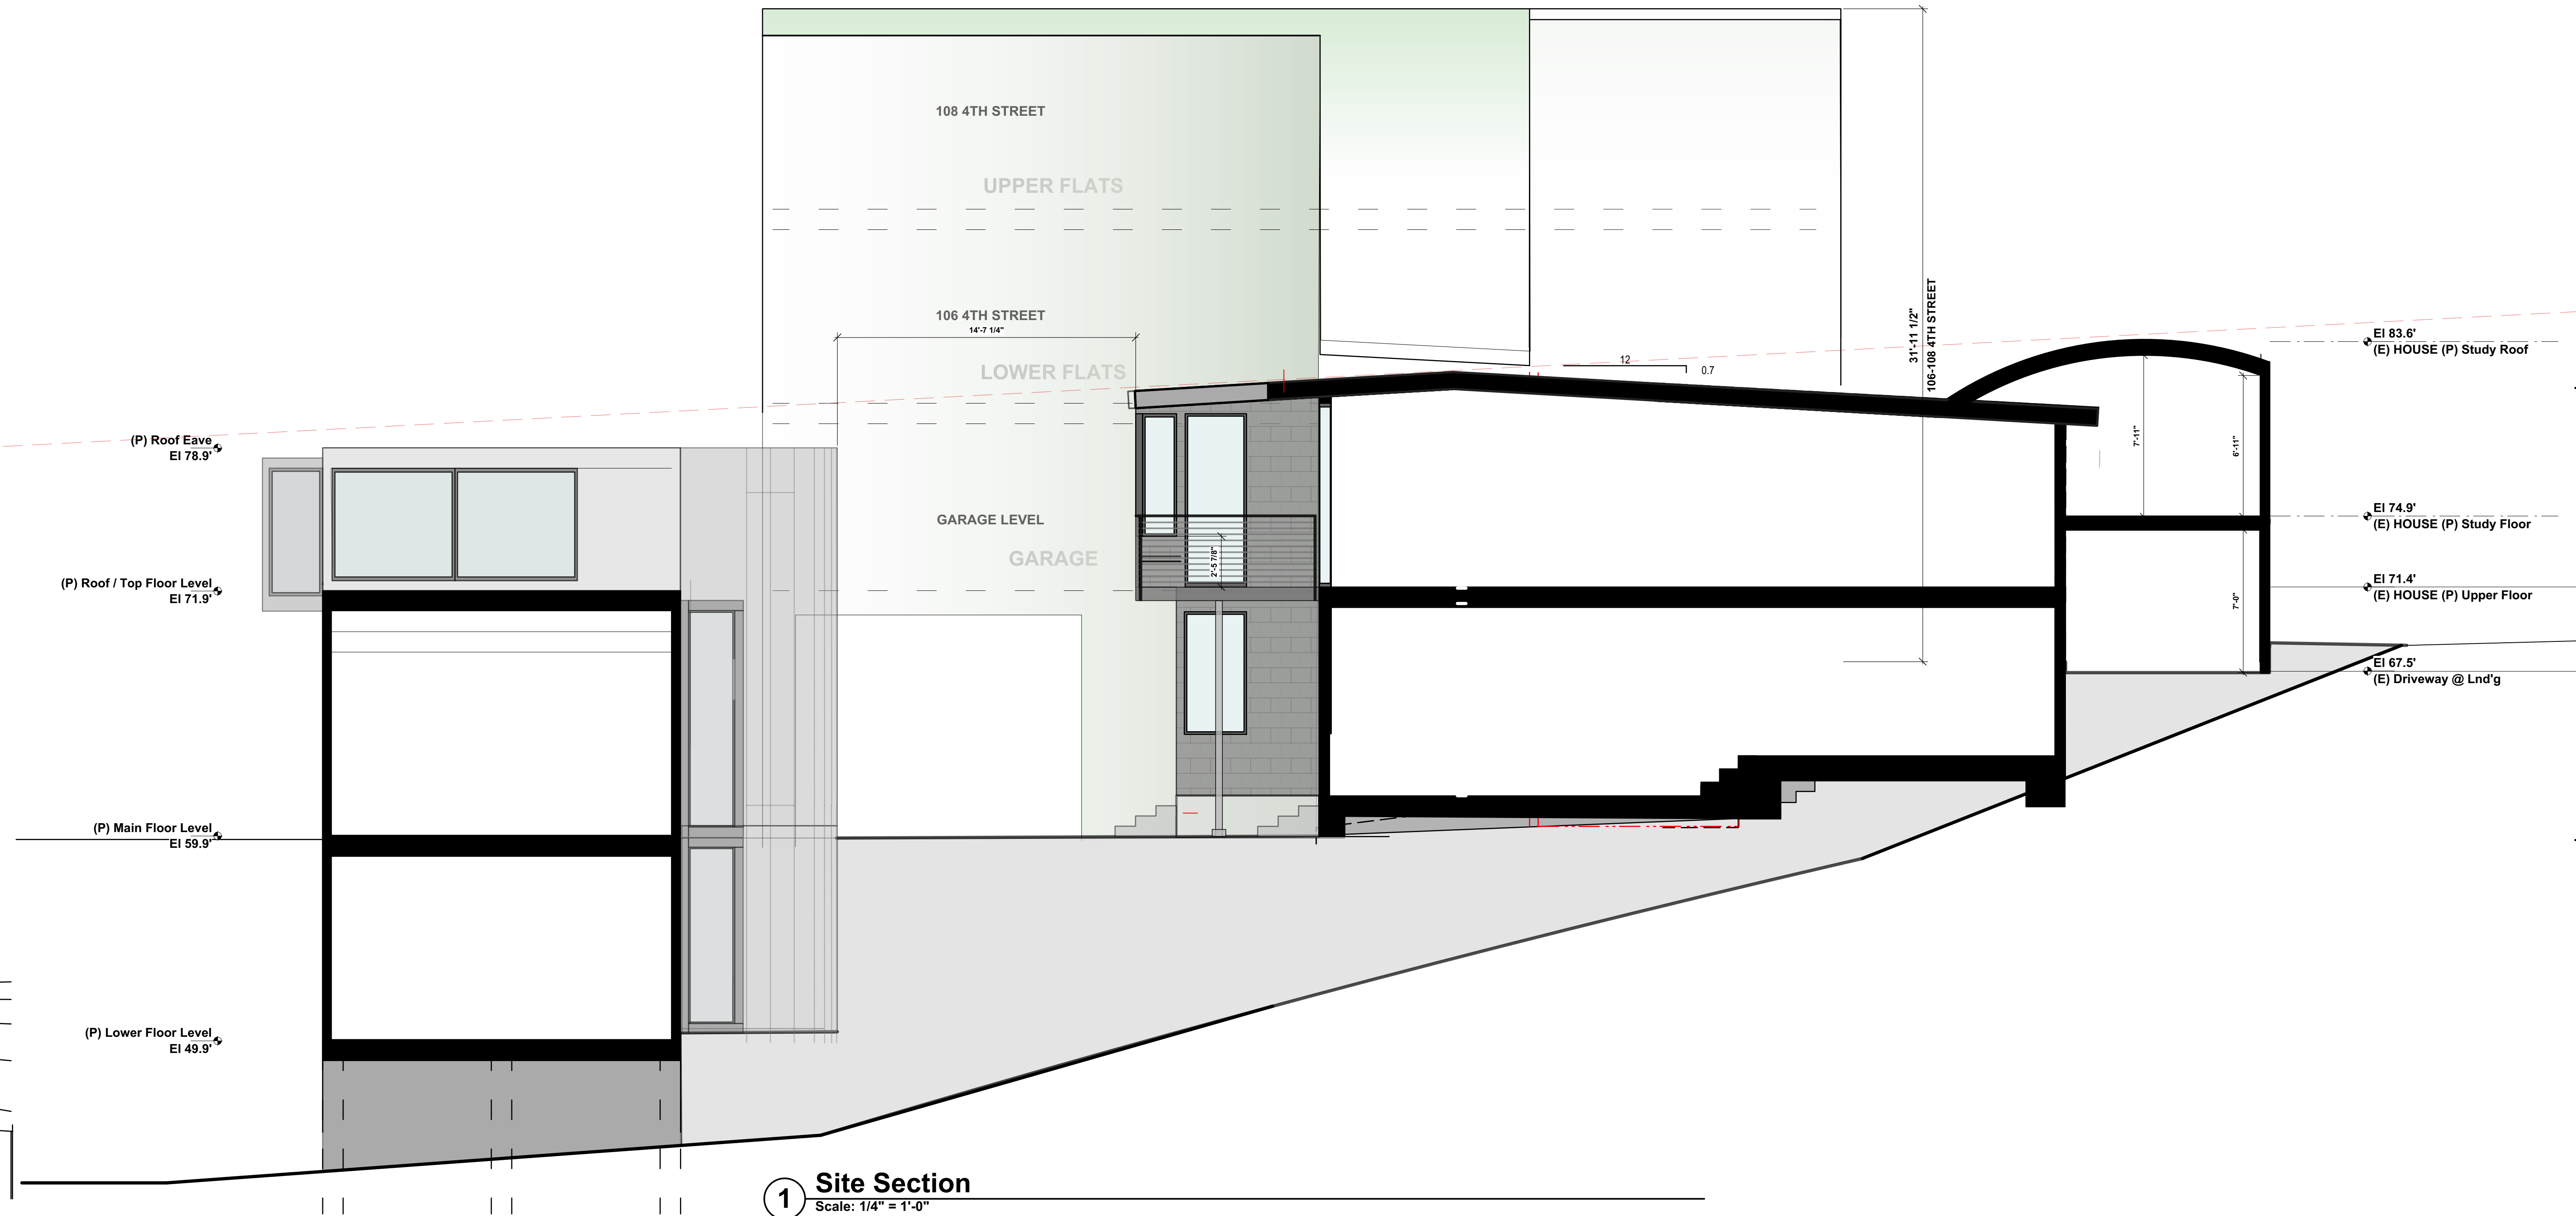 108 4TH STREET
UPPER FLATS
106 4TH STREET
14'-7 1/4"
LOWER FLATS
GARAGE LEVEL
GARAGE
2'-5 7/8"
12
0.7
31'-11 1/2"
106-108 4TH STREET
7'-11"
6'-11"
7'-0"
(P) Roof Eave
El 78.9'
(P) Roof / Top Floor Level
El 71.9'
(P) Main Floor Level
El 59.9'
(P) Lower Floor Level
El 49.9'
El 83.6'
(E) HOUSE (P) Study Roof
El 74.9'
(E) HOUSE (P) Study Floor
El 71.4'
(E) HOUSE (P) Upper Floor
El 67.5'
(E) Driveway @ Lnd'g
1
Site Section
Scale: 1/4" = 1'-0"